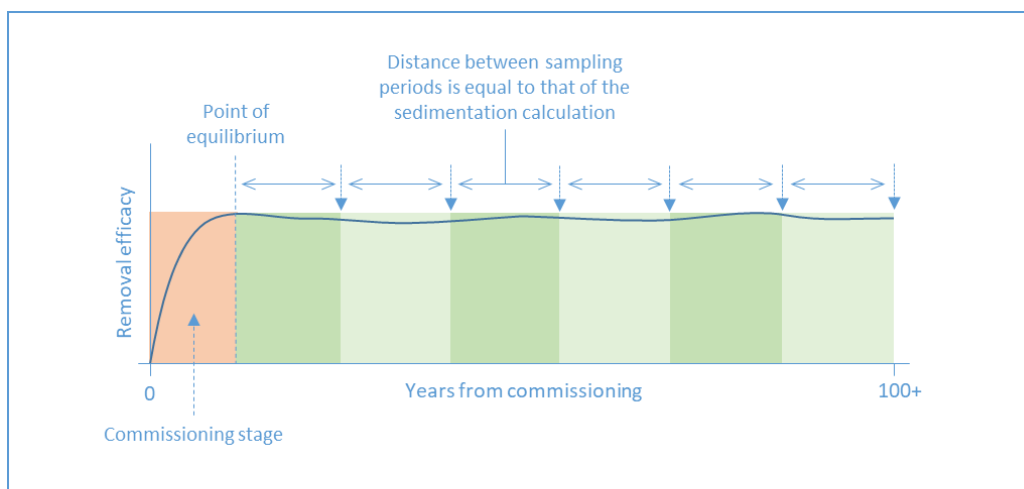 Distance between sampling
periods is equal to that of the
sedimentation calculation
Point of
equilibrium
Removal efficacy
0
Years from commissioning
100+
Commissioning stage